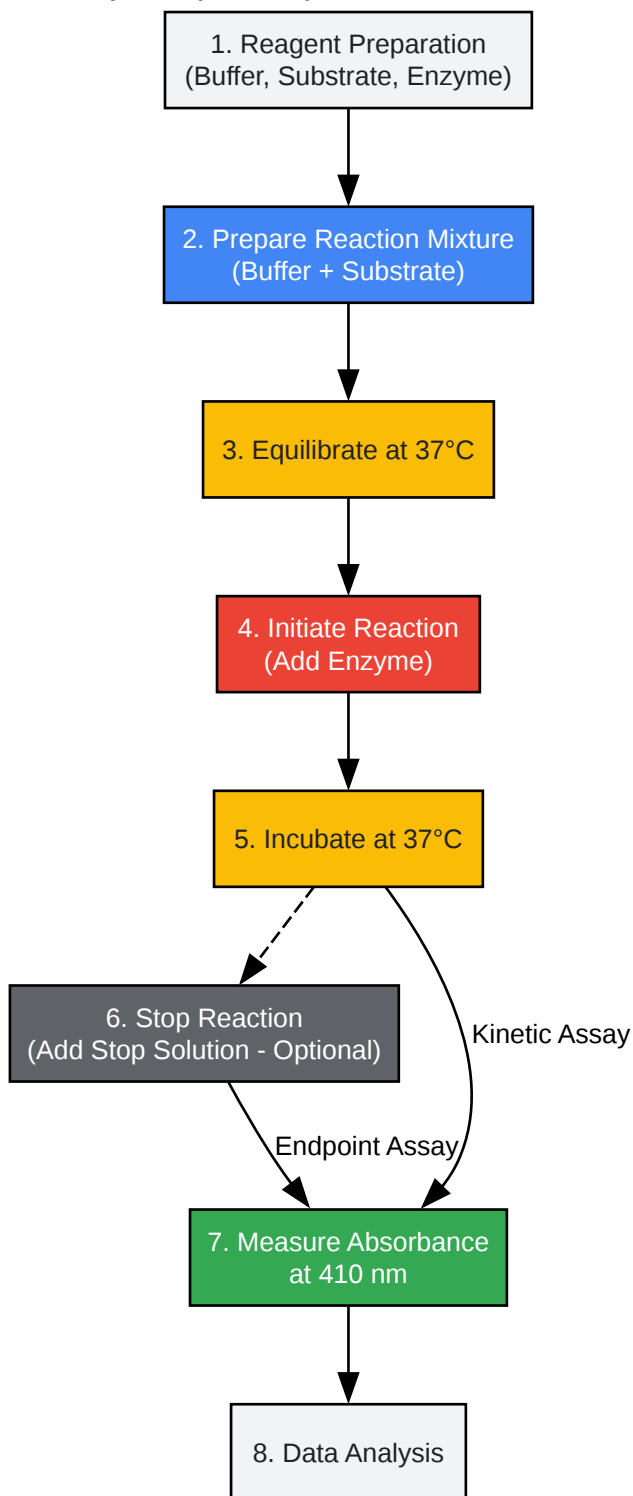 1. Reagent Preparation
(Buffer, Substrate, Enzyme)
2. Prepare Reaction Mixture
(Buffer + Substrate)
3. Equilibrate at 37°C
4. Initiate Reaction
(Add Enzyme)
5. Incubate at 37°C
6. Stop Reaction
(Add Stop Solution - Optional)
Kinetic Assay
Endpoint Assay
7. Measure Absorbance
at 410 nm
8. Data Analysis